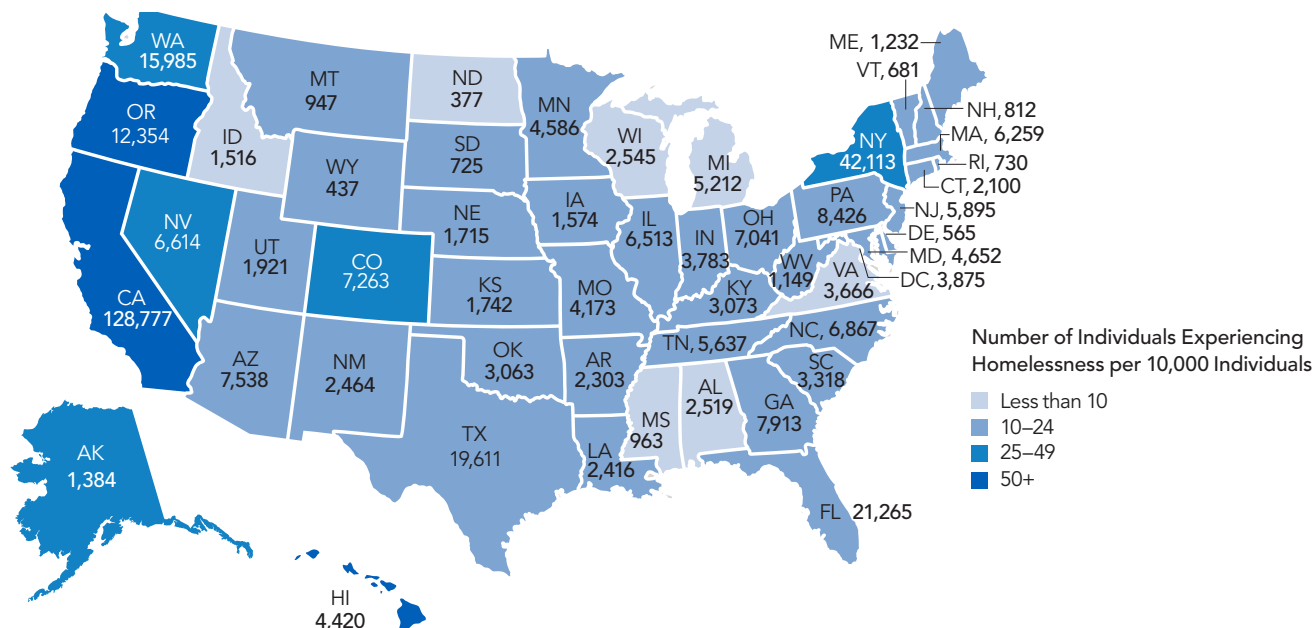 WA
15,985
OR
12,354
CA
128,777
NV
6,614
ID
1,516
MT
947
WY
437
UT
1,921
CO
7,263
AZ
7,538
NM
2,464
ND
377
SD
725
NE
1,715
KS
1,742
OK
3,063
TX
19,611
MN
4,586
IA
1,574
MO
4,173
AR
2,303
LA
2,416
WI
2,545
IL
6,513
MI
5,212
IN
3,783
OH
7,041
KY
3,073
TN, 5,637
MS
963
AL
2,519
GA
7,913
FL 21,265
SC
3,318
NC, 6,867
VA
3,666
WV
1,149
PA
8,426
NY
42,113
ME, 1,232
VT, 681
NH, 812
MA, 6,259
RI, 730
CT, 2,100
NJ, 5,895
DE, 565
MD, 4,652
DC, 3,875
AK
1,384
HI
4,420
Number of Individuals Experiencing
Homelessness per 10,000 Individuals
Less than 10
10–24
25–49
50+